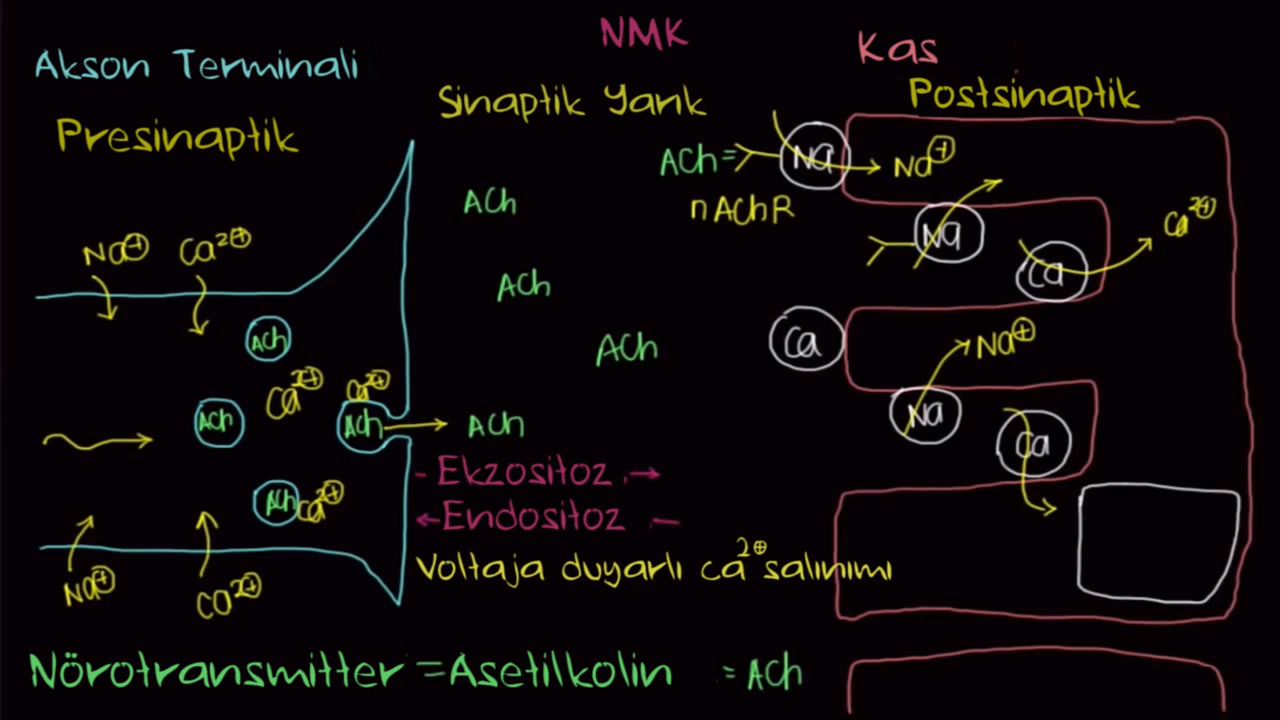 NMK
Akson Terminali
Kas
Presinaptik
Sinaptik Yarık
Postsinaptik
ACh=
Na
Na+
nAChR
ACh
Na
Ca2+
Na+
Ca2+
Ca
ACh
ACh
ACh
Ca
Na+
Ca2+
Ca2+
ACh
ACh
ACh
Na
Ca
- Ekzositoz →
ACh
Ca2+
←Endositoz -
Voltaja duyarlı ca2+ salınımı
Na+
Ca2+
Nörotransmitter =Asetilkolin = ACh